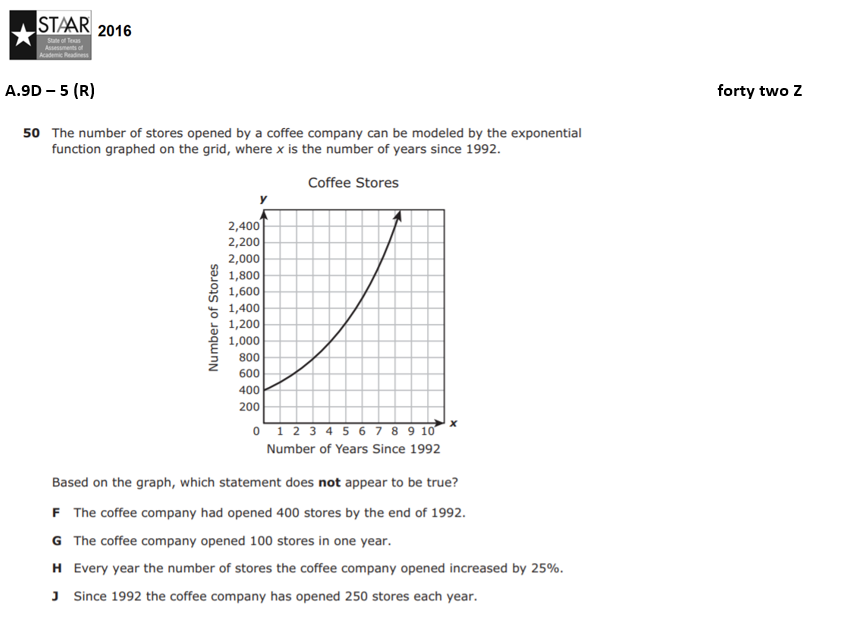 STAAR 2016
State of Texas
Assessments of
Academic Readiness
A.9D – 5 (R) forty two Z
50 The number of stores opened by a coffee company can be modeled by the exponential
function graphed on the grid, where x is the number of years since 1992.
Coffee Stores
y
2,400
2,200
2,000
1,800
1,600
1,400
1,200
1,000
800
600
400
200
Number of Stores
0 1 2 3 4 5 6 7 8 9 10 x
Number of Years Since 1992
Based on the graph, which statement does not appear to be true?
F The coffee company had opened 400 stores by the end of 1992.
G The coffee company opened 100 stores in one year.
H Every year the number of stores the coffee company opened increased by 25%.
J Since 1992 the coffee company has opened 250 stores each year.